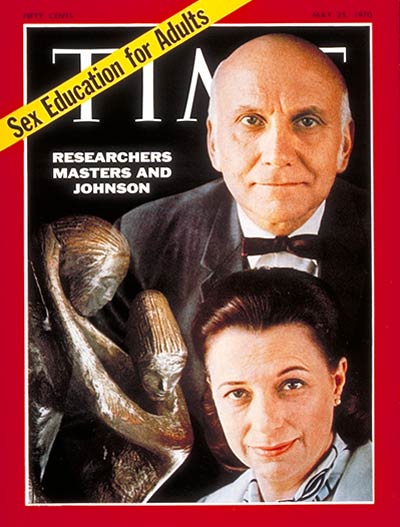 FIFTY CENTS MAY 25, 1970
Sex Education for Adults
TIME
RESEARCHERS
MASTERS AND
JOHNSON